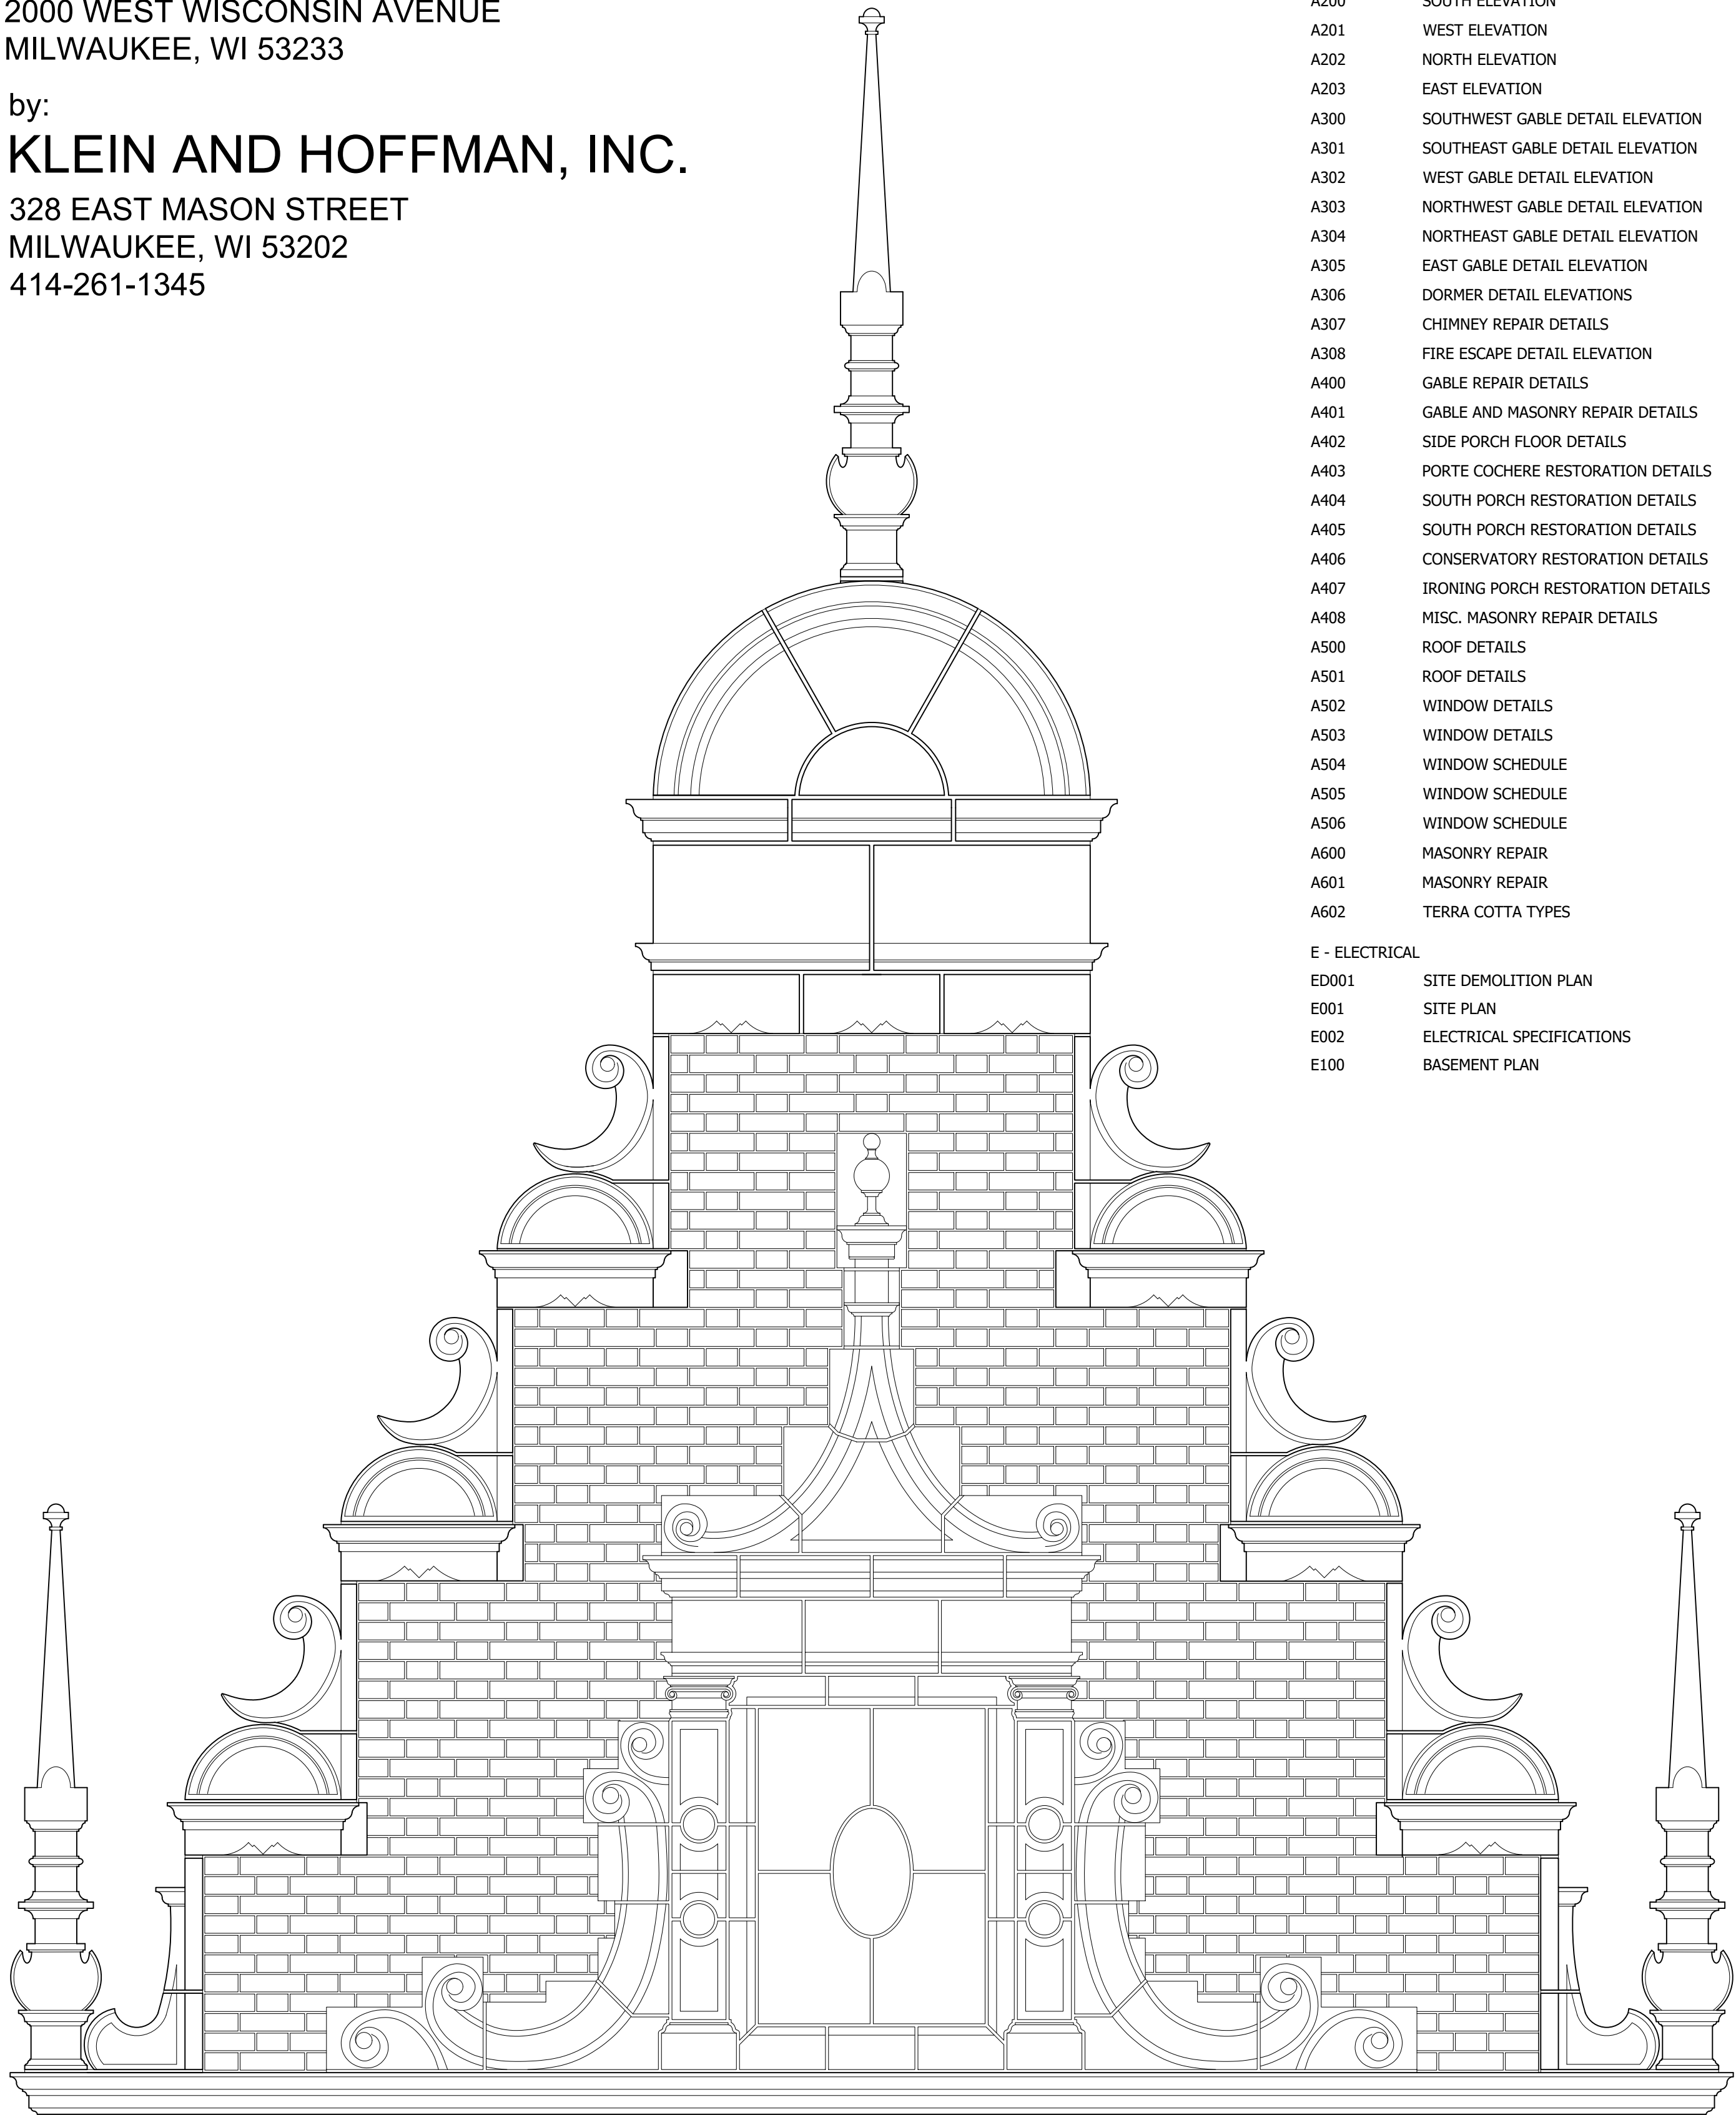 2000 WEST WISCONSIN AVENUE
MILWAUKEE, WI 53233
by:
KLEIN AND HOFFMAN, INC.
328 EAST MASON STREET
MILWAUKEE, WI 53202
414-261-1345
A200 SOUTH ELEVATION
A201 WEST ELEVATION
A202 NORTH ELEVATION
A203 EAST ELEVATION
A300 SOUTHWEST GABLE DETAIL ELEVATION
A301 SOUTHEAST GABLE DETAIL ELEVATION
A302 WEST GABLE DETAIL ELEVATION
A303 NORTHWEST GABLE DETAIL ELEVATION
A304 NORTHEAST GABLE DETAIL ELEVATION
A305 EAST GABLE DETAIL ELEVATION
A306 DORMER DETAIL ELEVATIONS
A307 CHIMNEY REPAIR DETAILS
A308 FIRE ESCAPE DETAIL ELEVATION
A400 GABLE REPAIR DETAILS
A401 GABLE AND MASONRY REPAIR DETAILS
A402 SIDE PORCH FLOOR DETAILS
A403 PORTE COCHERE RESTORATION DETAILS
A404 SOUTH PORCH RESTORATION DETAILS
A405 SOUTH PORCH RESTORATION DETAILS
A406 CONSERVATORY RESTORATION DETAILS
A407 IRONING PORCH RESTORATION DETAILS
A408 MISC. MASONRY REPAIR DETAILS
A500 ROOF DETAILS
A501 ROOF DETAILS
A502 WINDOW DETAILS
A503 WINDOW DETAILS
A504 WINDOW SCHEDULE
A505 WINDOW SCHEDULE
A506 WINDOW SCHEDULE
A600 MASONRY REPAIR
A601 MASONRY REPAIR
A602 TERRA COTTA TYPES
E - ELECTRICAL
ED001 SITE DEMOLITION PLAN
E001 SITE PLAN
E002 ELECTRICAL SPECIFICATIONS
E100 BASEMENT PLAN